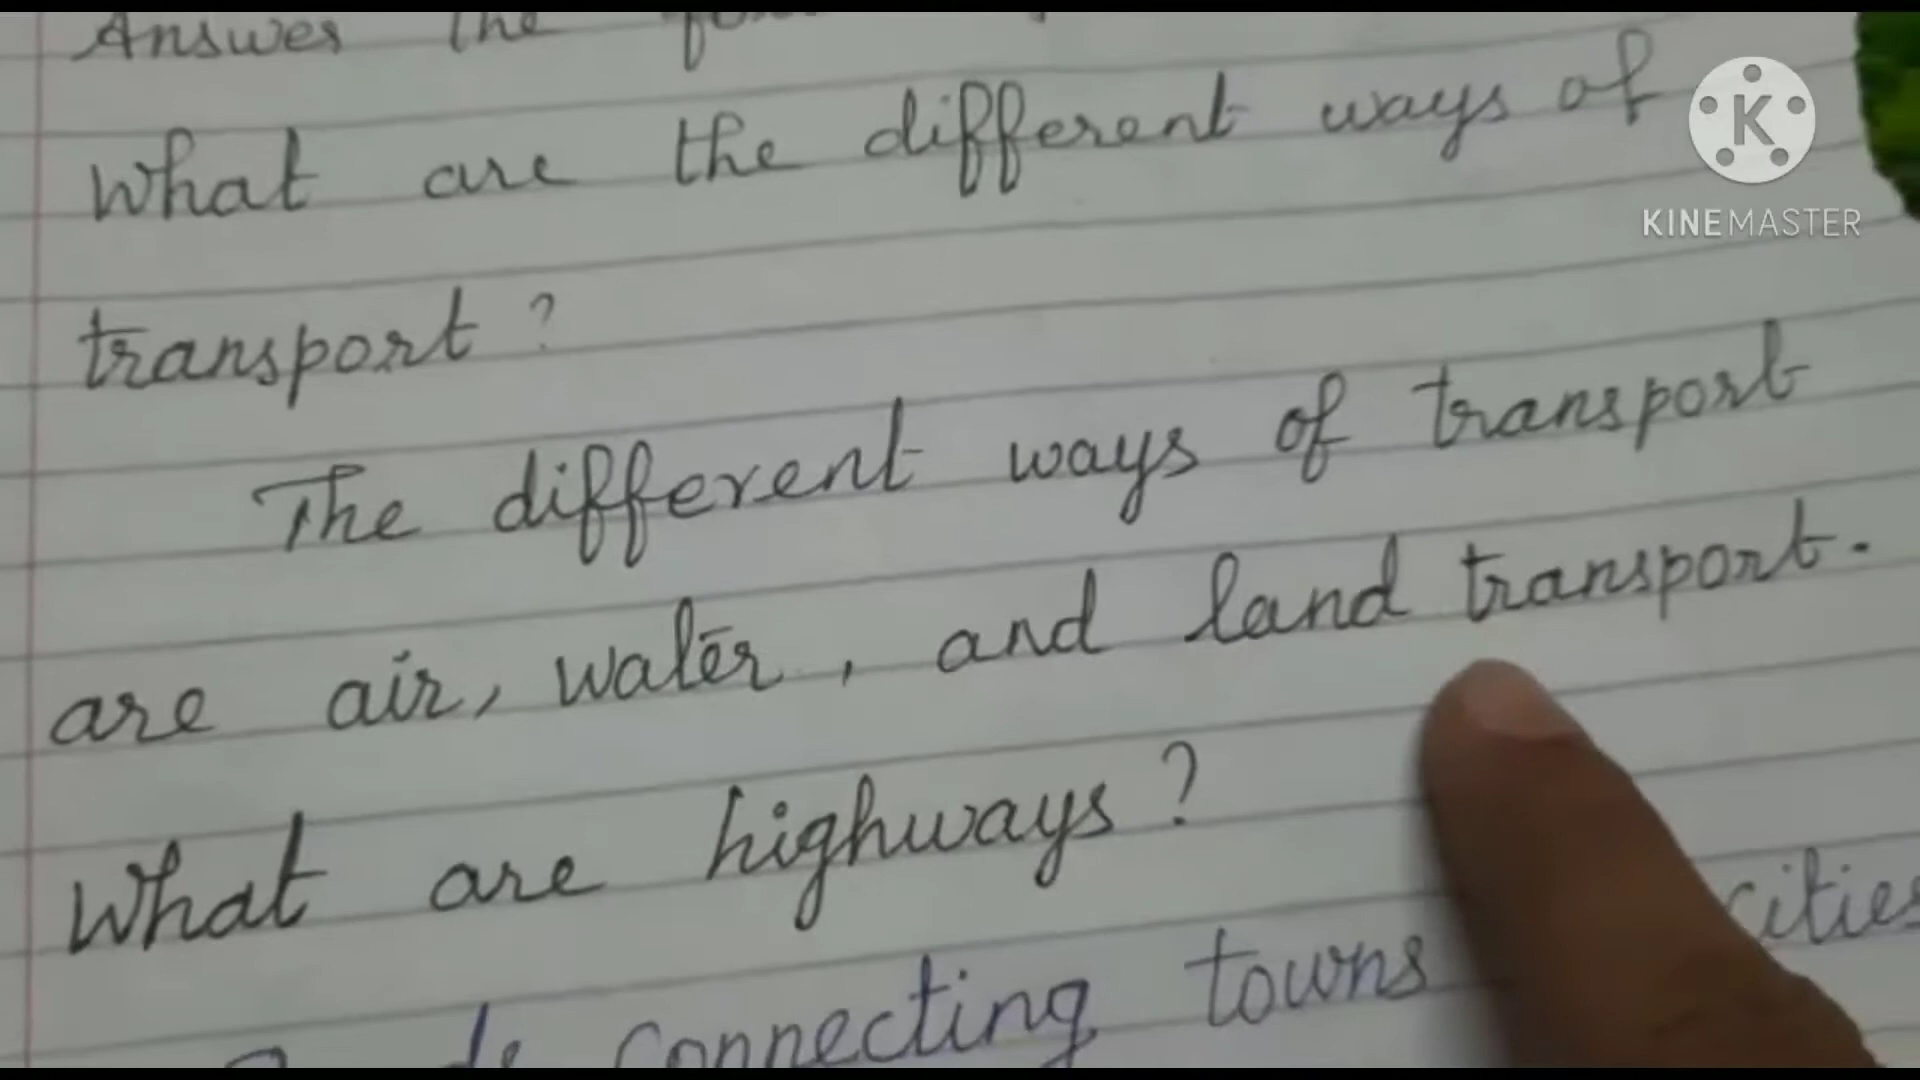 Answer the
What are the different ways of
transport?
The different ways of transport
are air, water, and land transport.
What are highways?
connecting towns cities
KINEMASTER